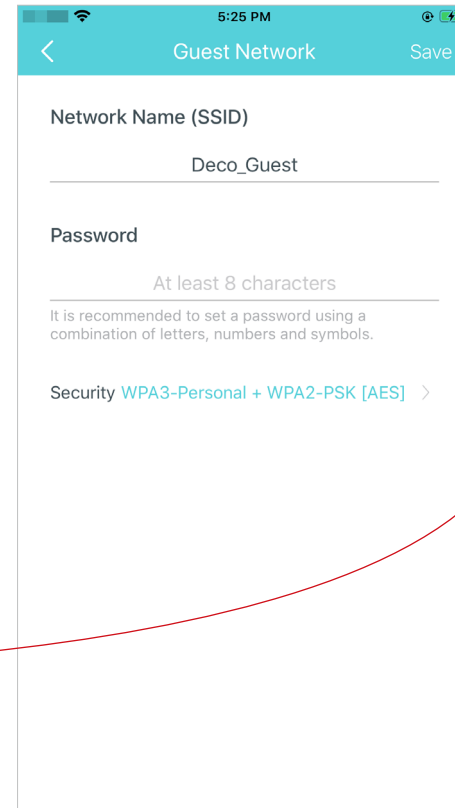 5:25 PM
Guest Network
Save
Network Name (SSID)
Deco_Guest
Password
At least 8 characters
It is recommended to set a password using a
combination of letters, numbers and symbols.
Security WPA3-Personal + WPA2-PSK [AES]